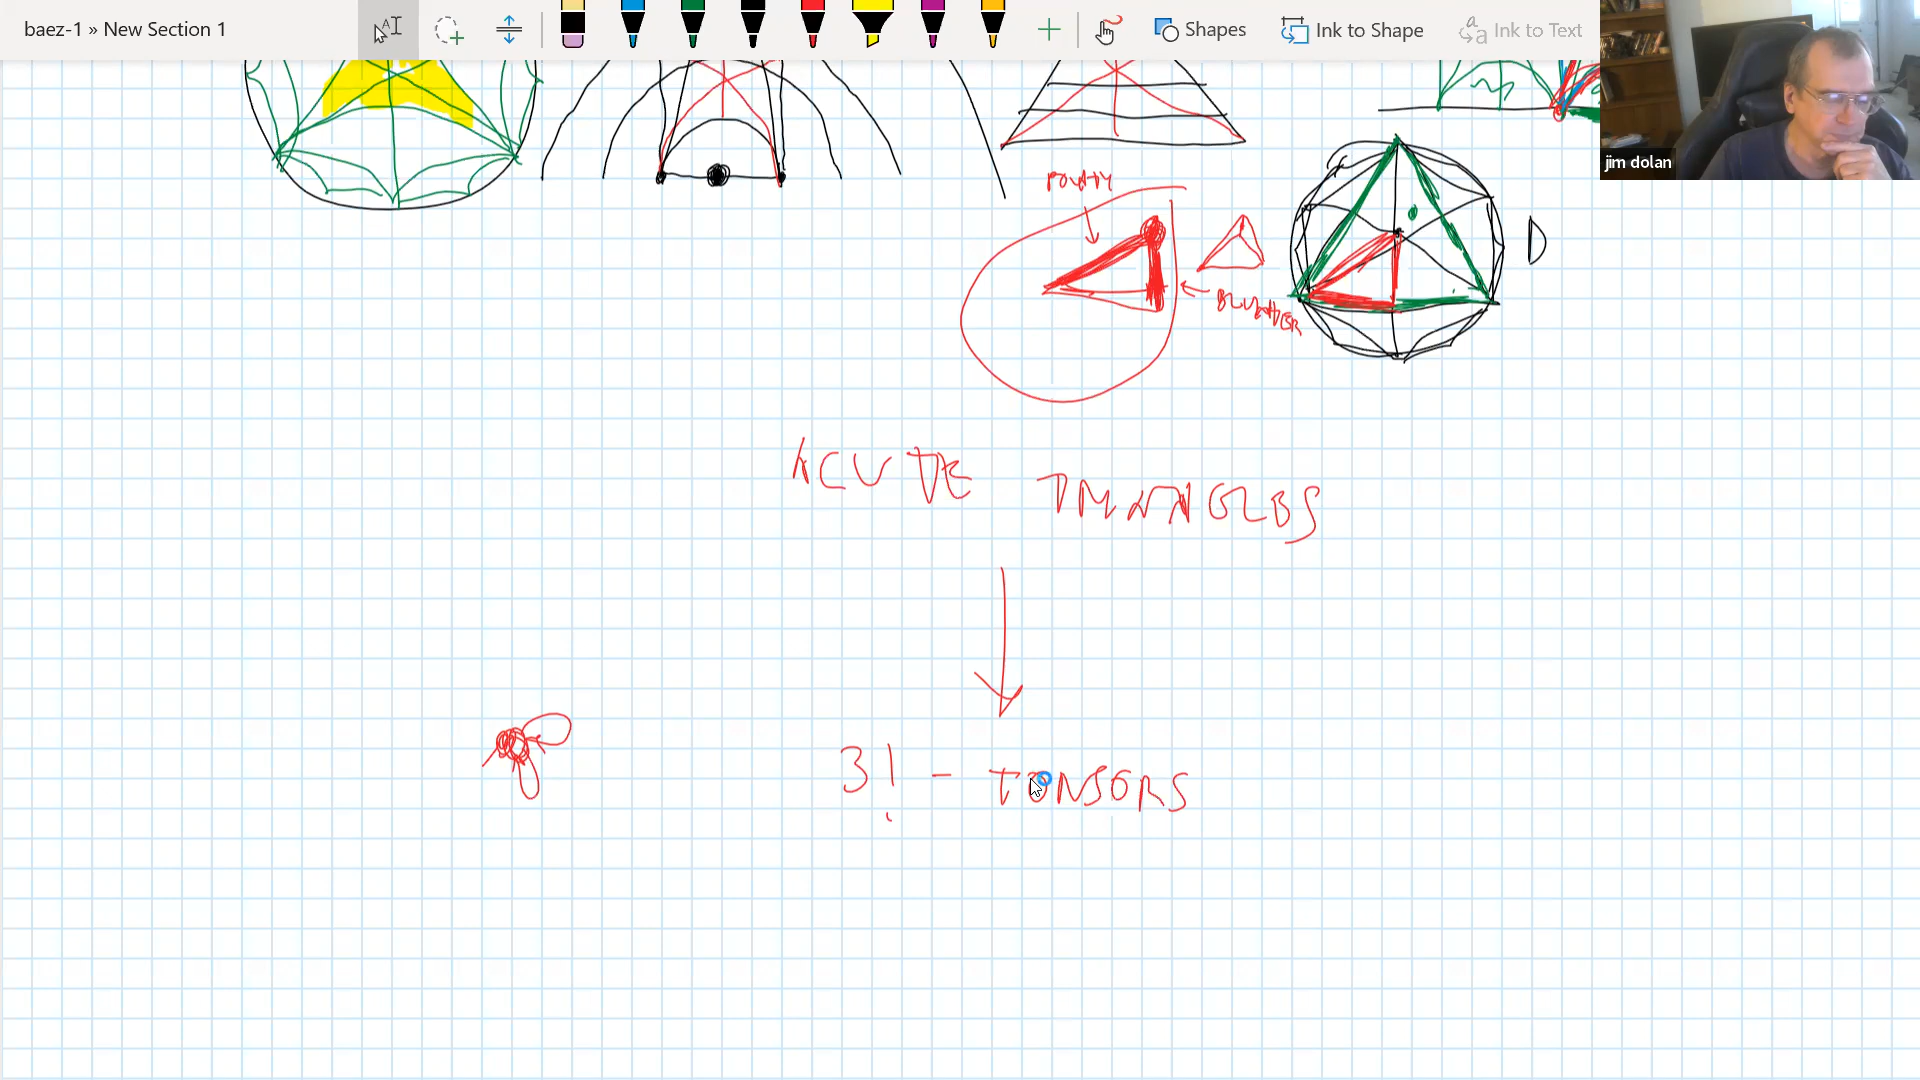 baez-1 » New Section 1
Shapes
Ink to Shape
Ink to Text
jim dolan
POINTY
D
BLUNTER
ACUTE TRIANGLES
3! - TORSORS